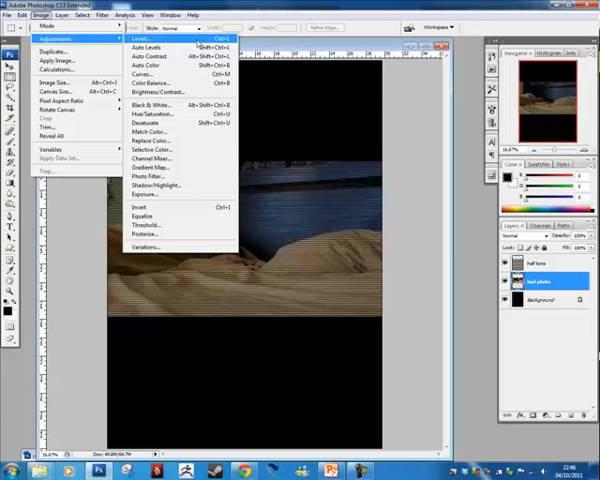 Adobe Photoshop CS3 Extended
File Edit Image Layer Select Filter Analysis View Window Help
Style: Normal Refine Edge... Workspace
Mode
Adjustments
Duplicate...
Apply Image...
Calculations...
Image Size... Alt+Ctrl+I
Canvas Size... Alt+Ctrl+C
Pixel Aspect Ratio
Rotate Canvas
Crop
Trim...
Reveal All
Variables
Apply Data Set...
Trap...
Levels... Ctrl+L
Auto Levels Shift+Ctrl+L
Auto Contrast Alt+Shift+Ctrl+L
Auto Color Shift+Ctrl+B
Curves... Ctrl+M
Color Balance... Ctrl+B
Brightness/Contrast...
Black & White... Alt+Shift+Ctrl+B
Hue/Saturation... Ctrl+U
Desaturate Shift+Ctrl+U
Match Color...
Replace Color...
Selective Color...
Channel Mixer...
Gradient Map...
Photo Filter...
Shadow/Highlight...
Exposure...
Invert Ctrl+I
Equalize
Threshold...
Posterize...
Variations...
Navigator Histogram Info
16.67%
Color Swatches Styles
R 0
G 0
B 0
Layers Channels Paths
Normal Opacity: 100%
Lock: Fill: 100%
half tone
bed photo
Background
16.67%
22:46
04/10/2011